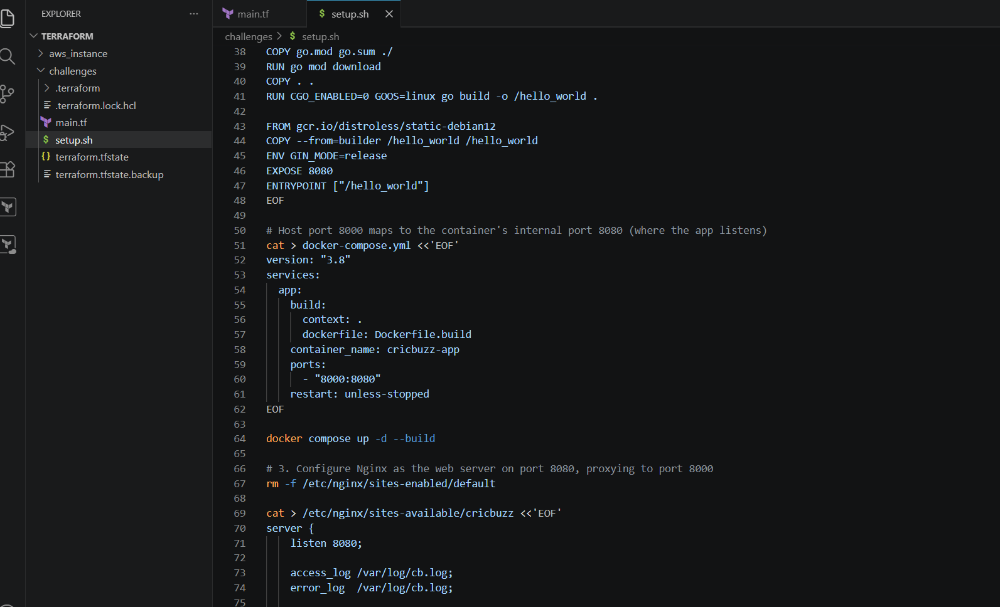 EXPLORER
···
TERRAFORM
aws_instance
challenges
.terraform
.terraform.lock.hcl
main.tf
$ setup.sh
{} terraform.tfstate
terraform.tfstate.backup
main.tf
$ setup.sh
challenges > $ setup.sh
38 COPY go.mod go.sum ./
39 RUN go mod download
40 COPY . .
41 RUN CGO_ENABLED=0 GOOS=linux go build -o /hello_world .
42
43 FROM gcr.io/distroless/static-debian12
44 COPY --from=builder /hello_world /hello_world
45 ENV GIN_MODE=release
46 EXPOSE 8080
47 ENTRYPOINT ["/hello_world"]
48 EOF
49
50 # Host port 8000 maps to the container's internal port 8080 (where the app listens)
51 cat > docker-compose.yml <<'EOF'
52 version: "3.8"
53 services:
54   app:
55     build:
56       context: .
57       dockerfile: Dockerfile.build
58     container_name: cricbuzz-app
59     ports:
60       - "8000:8080"
61     restart: unless-stopped
62 EOF
63
64 docker compose up -d --build
65
66 # 3. Configure Nginx as the web server on port 8080, proxying to port 8000
67 rm -f /etc/nginx/sites-enabled/default
68
69 cat > /etc/nginx/sites-available/cricbuzz <<'EOF'
70 server {
71     listen 8080;
72
73     access_log /var/log/cb.log;
74     error_log  /var/log/cb.log;
75